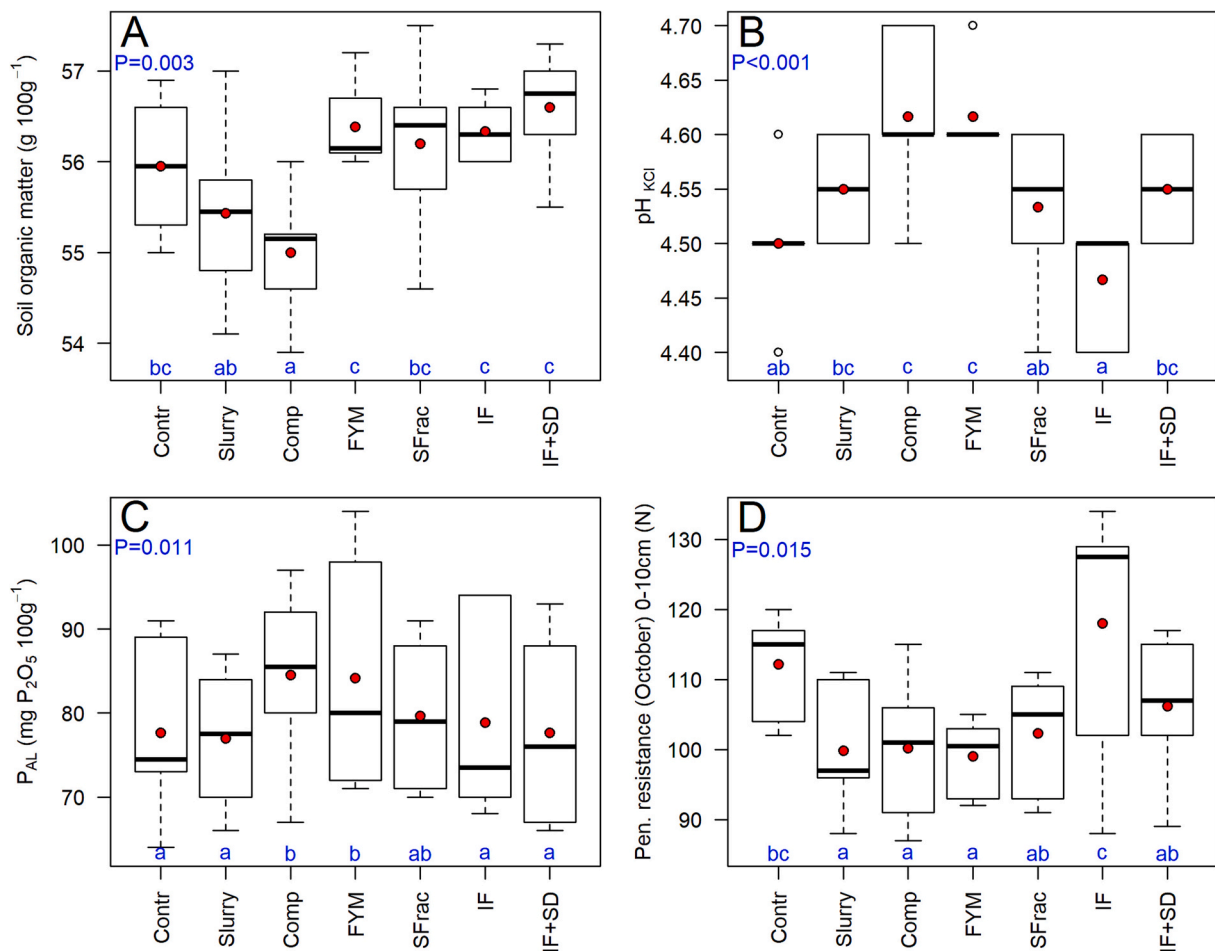 A
P=0.003
Soil organic matter (g 100g⁻¹)
57
56
55
54
bc ab a c bc c c
Contr Slurry Comp FYM SFrac IF IF+SD
B
P<0.001
pH KCl
4.70
4.65
4.60
4.55
4.50
4.45
4.40
ab bc c c ab a bc
Contr Slurry Comp FYM SFrac IF IF+SD
C
P=0.011
P_AL (mg P₂O₅ 100g⁻¹)
100
90
80
70
a a b b ab a a
Contr Slurry Comp FYM SFrac IF IF+SD
D
P=0.015
Pen. resistance (October) 0-10cm (N)
130
120
110
100
90
bc a a a ab c ab
Contr Slurry Comp FYM SFrac IF IF+SD